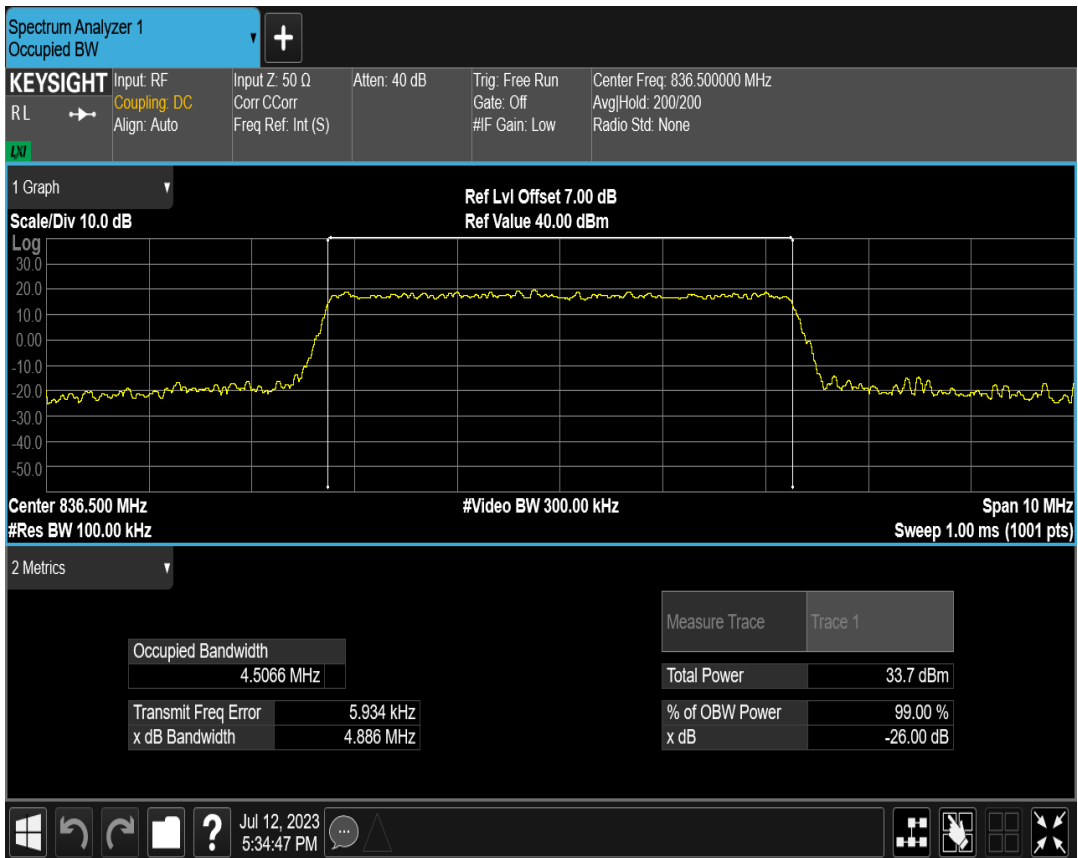 Spectrum Analyzer 1
Occupied BW
+
KEYSIGHT
RL
LXI
Input: RF
Coupling: DC
Align: Auto
Input Z: 50 Ω
Corr CCorr
Freq Ref: Int (S)
Atten: 40 dB
Trig: Free Run
Gate: Off
#IF Gain: Low
Center Freq: 836.500000 MHz
Avg|Hold: 200/200
Radio Std: None
1 Graph
Scale/Div 10.0 dB
Ref Lvl Offset 7.00 dB
Ref Value 40.00 dBm
Log
30.0
20.0
10.0
0.00
-10.0
-20.0
-30.0
-40.0
-50.0
Center 836.500 MHz
#Video BW 300.00 kHz
Span 10 MHz
#Res BW 100.00 kHz
Sweep 1.00 ms (1001 pts)
2 Metrics
Measure Trace Trace 1
Occupied Bandwidth
4.5066 MHz
Total Power 33.7 dBm
Transmit Freq Error 5.934 kHz
% of OBW Power 99.00 %
x dB Bandwidth 4.886 MHz
x dB -26.00 dB
?
Jul 12, 2023
5:34:47 PM